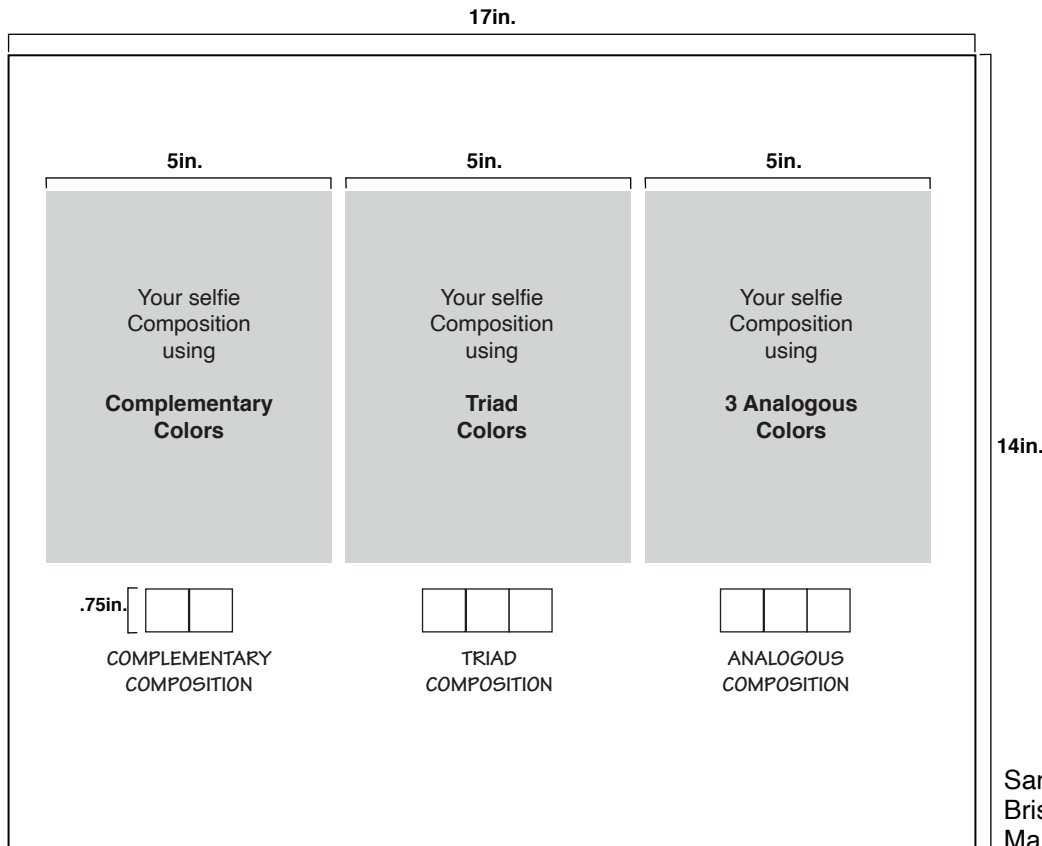 17in.
5in.
5in.
5in.
Your selfie
Composition
using
Complementary
Colors
Your selfie
Composition
using
Triad
Colors
Your selfie
Composition
using
3 Analogous
Colors
14in.
.75in.
COMPLEMENTARY
COMPOSITION
TRIAD
COMPOSITION
ANALOGOUS
COMPOSITION